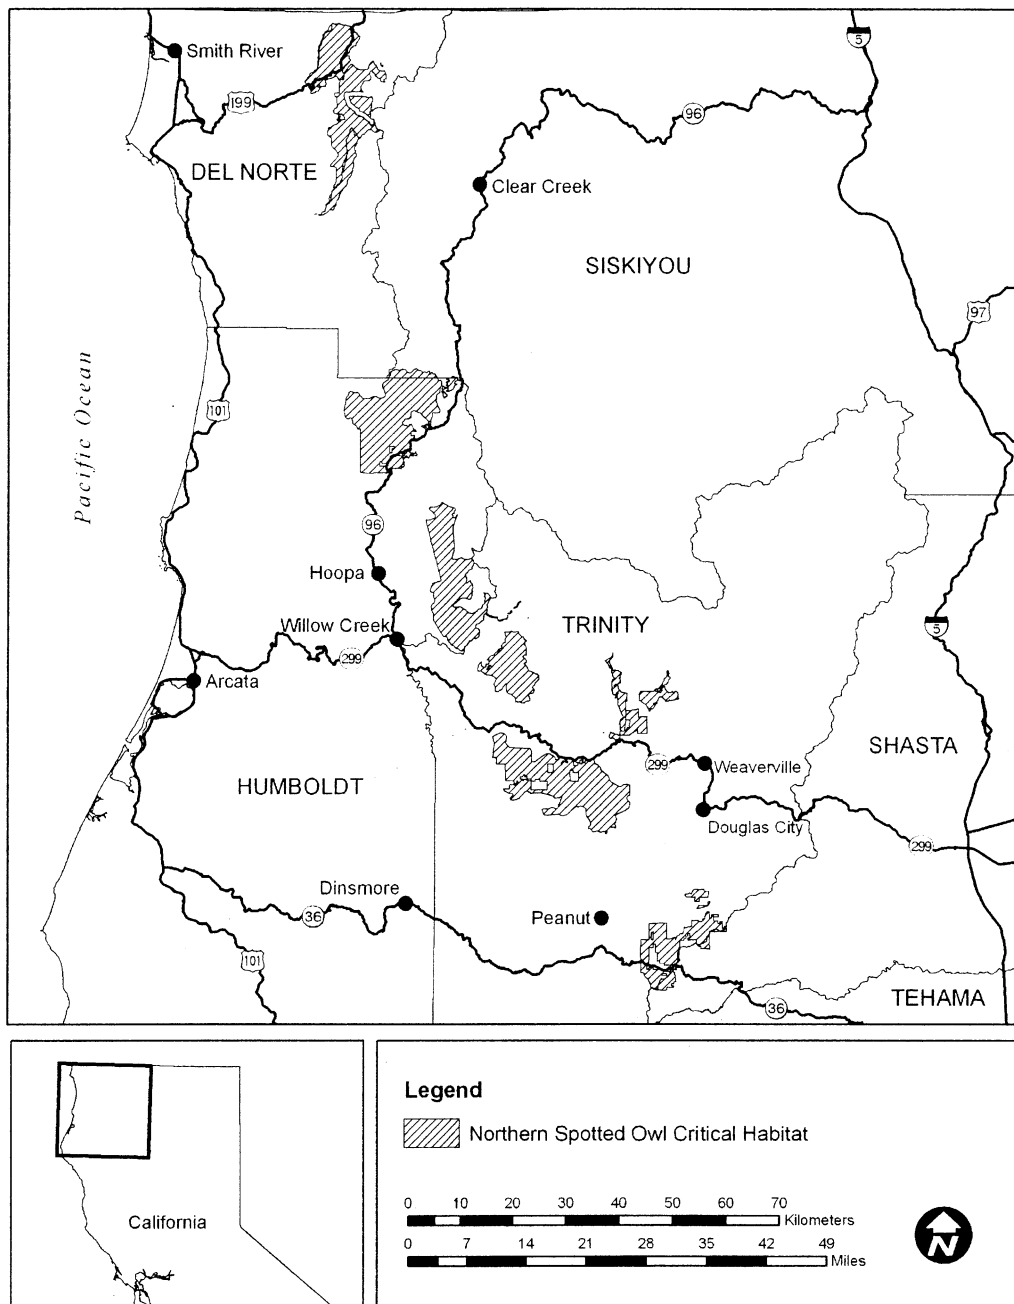 5
Smith River
199
96
DEL NORTE
Clear Creek
SISKIYOU
97
Pacific Ocean
101
96
Hoopa
Willow Creek
TRINITY
5
299
Arcata
SHASTA
299
Weaverville
HUMBOLDT
Douglas City
299
Dinsmore
36
Peanut
101
TEHAMA
36
Legend
Northern Spotted Owl Critical Habitat
0 10 20 30 40 50 60 70
Kilometers
0 7 14 21 28 35 42 49
Miles
N
California